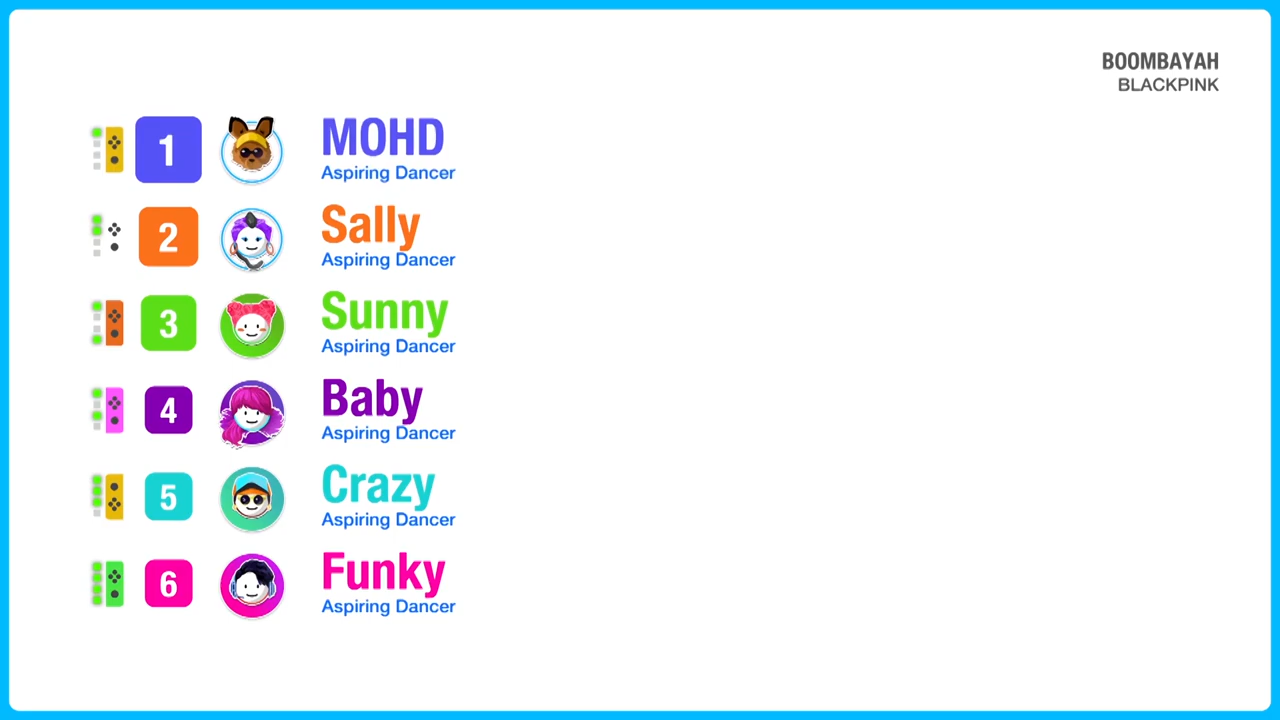 BOOMBAYAH
BLACKPINK
1
MOHD
Aspiring Dancer
2
Sally
Aspiring Dancer
3
Sunny
Aspiring Dancer
4
Baby
Aspiring Dancer
5
Crazy
Aspiring Dancer
6
Funky
Aspiring Dancer